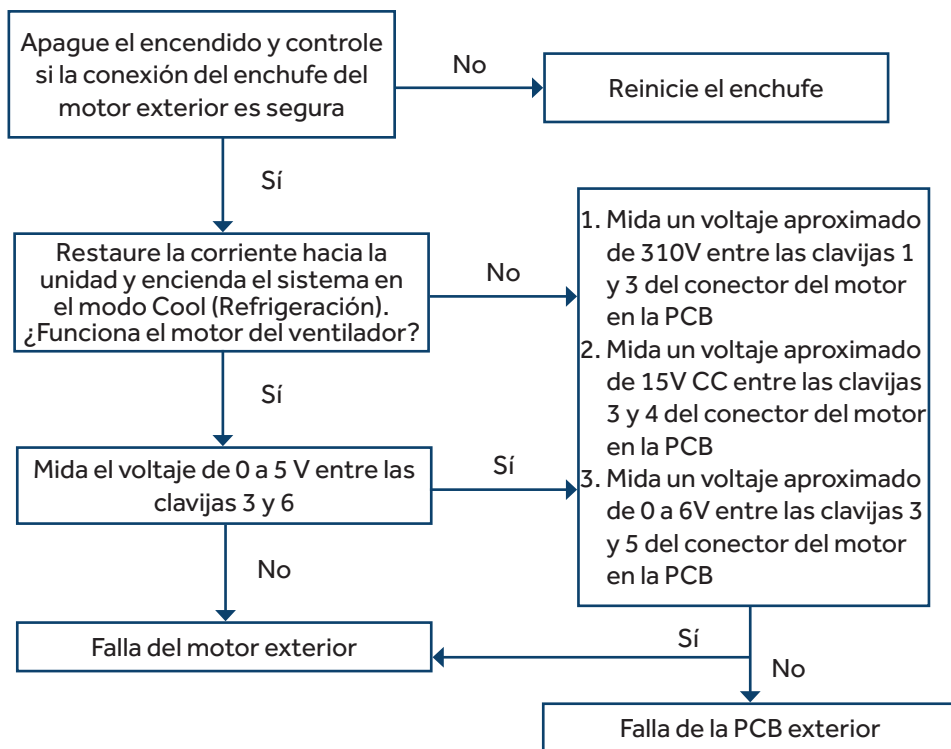 Apague el encendido y controle
si la conexión del enchufe del
motor exterior es segura
No
Reinicie el enchufe
Sí
Restaure la corriente hacia la
unidad y encienda el sistema en
el modo Cool (Refrigeración).
¿Funciona el motor del ventilador?
No
1. Mida un voltaje aproximado
de 310V entre las clavijas 1
y 3 del conector del motor
en la PCB
2. Mida un voltaje aproximado
de 15V CC entre las clavijas
3 y 4 del conector del motor
en la PCB
3. Mida un voltaje aproximado
de 0 a 6V entre las clavijas 3
y 5 del conector del motor
en la PCB
Sí
Mida el voltaje de 0 a 5 V entre las
clavijas 3 y 6
Sí
No
Falla del motor exterior
Sí
No
Falla de la PCB exterior